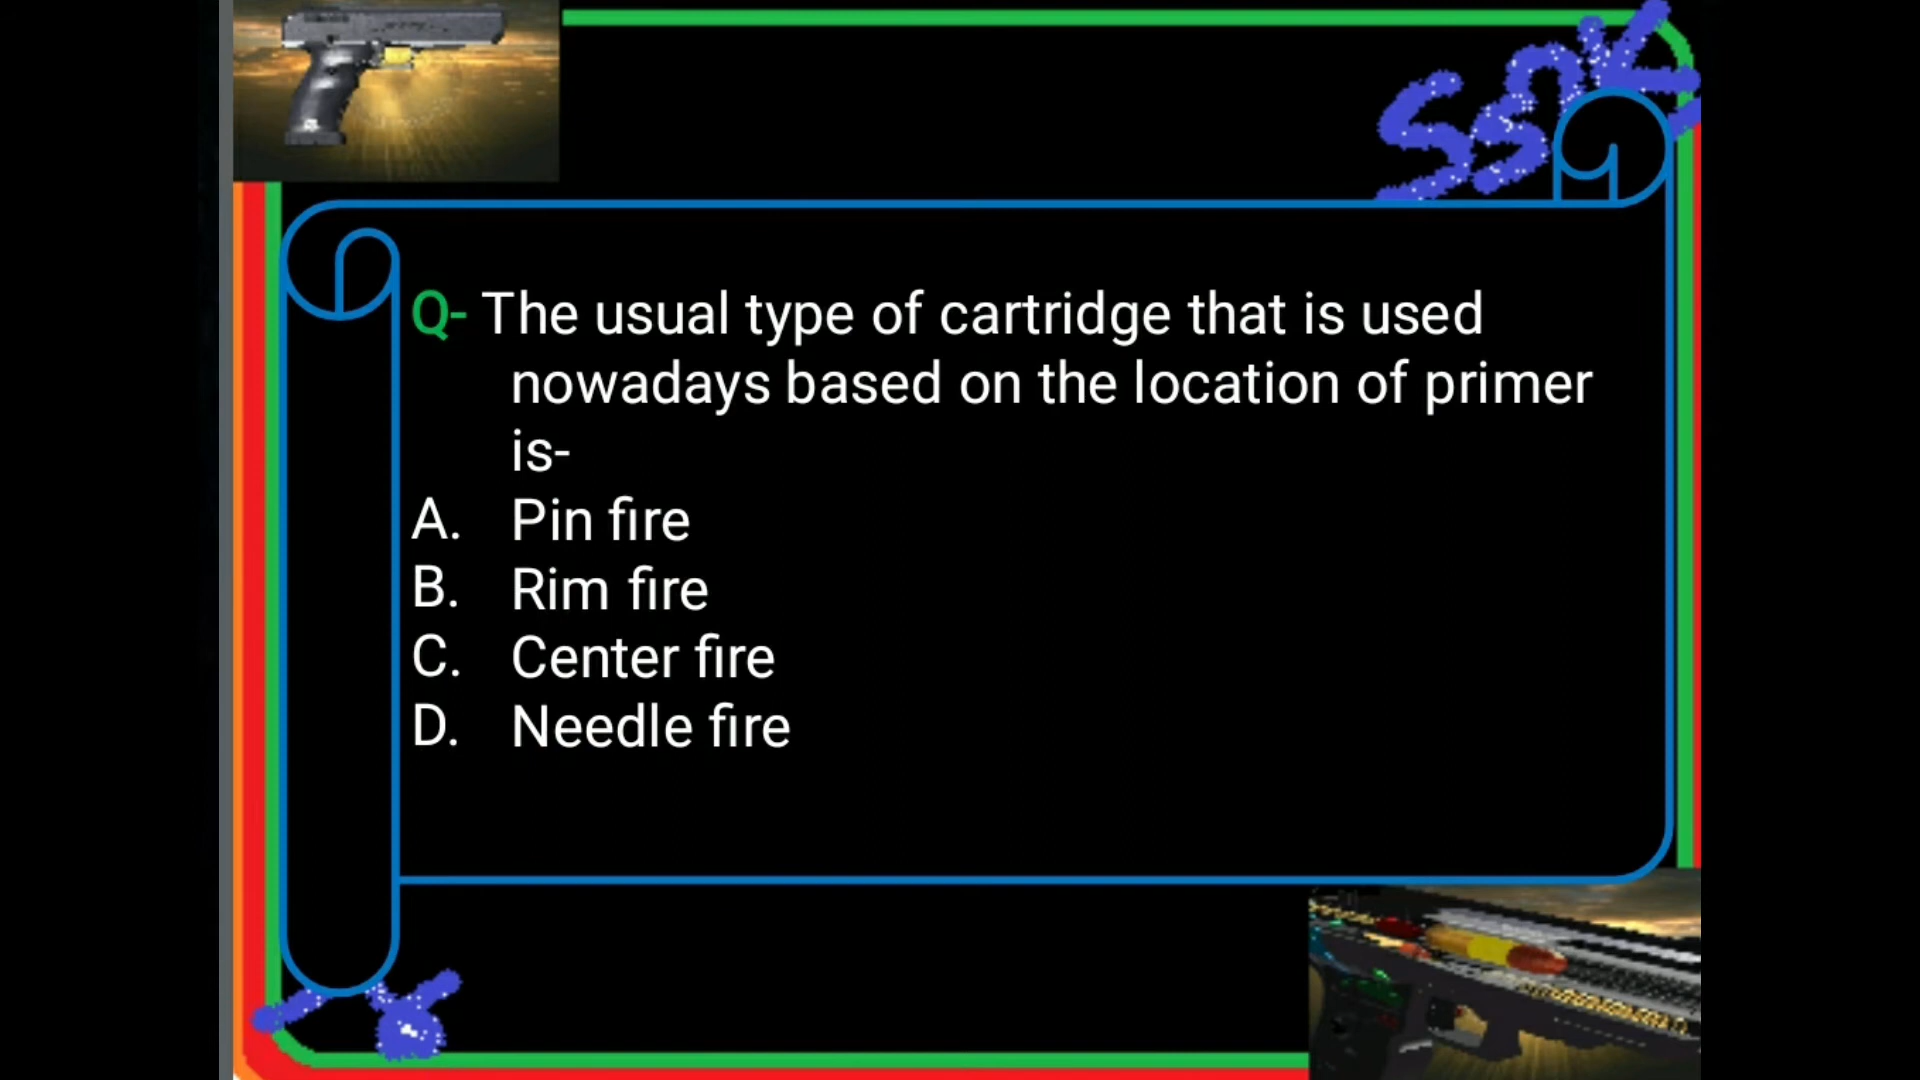 SSnk
Q- The usual type of cartridge that is used
nowadays based on the location of primer
is-
A. Pin fire
B. Rim fire
C. Center fire
D. Needle fire